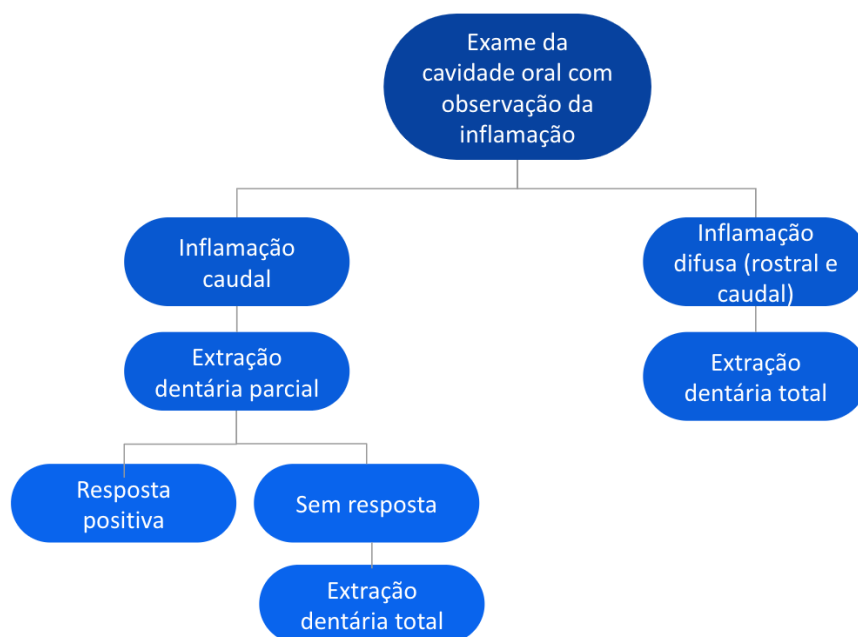 Exame da
cavidade oral com
observação da
inflamação
Inflamação
caudal
Inflamação
difusa (rostral e
caudal)
Extração
dentária parcial
Extração
dentária total
Resposta
positiva
Sem resposta
Extração
dentária total